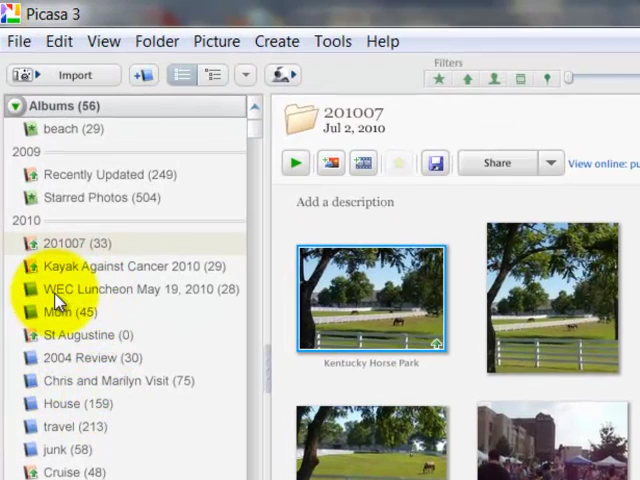 Picasa 3
File Edit View Folder Picture Create Tools Help
Import
Filters
Albums (56)
beach (29)
2009
Recently Updated (249)
Starred Photos (504)
2010
201007 (33)
Kayak Against Cancer 2010 (29)
WEC Luncheon May 19, 2010 (28)
Mom (45)
St Augustine (0)
2004 Review (30)
Chris and Marilyn Visit (75)
House (159)
travel (213)
junk (58)
Cruise (48)
201007
Jul 2, 2010
Share
View online: pu
Add a description
Kentucky Horse Park